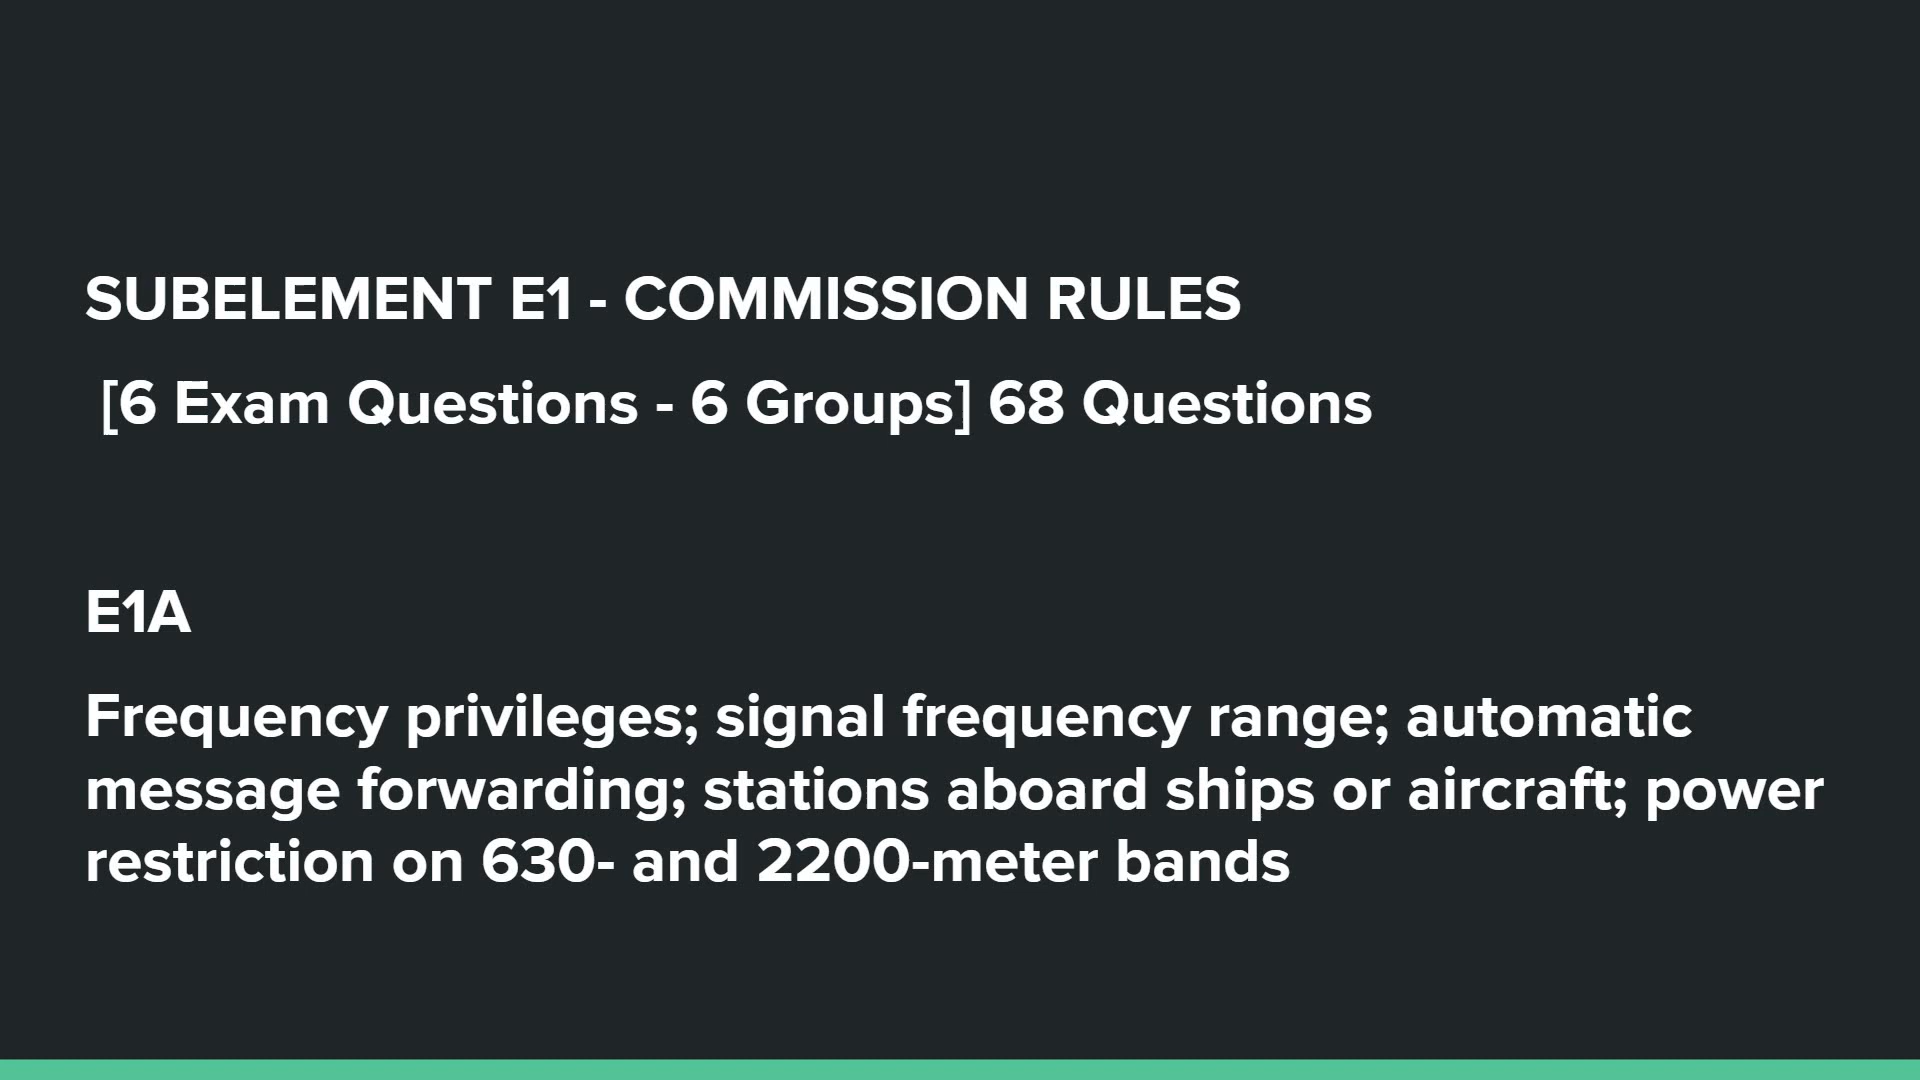 SUBELEMENT E1 - COMMISSION RULES
[6 Exam Questions - 6 Groups] 68 Questions
E1A
Frequency privileges; signal frequency range; automatic
message forwarding; stations aboard ships or aircraft; power
restriction on 630- and 2200-meter bands